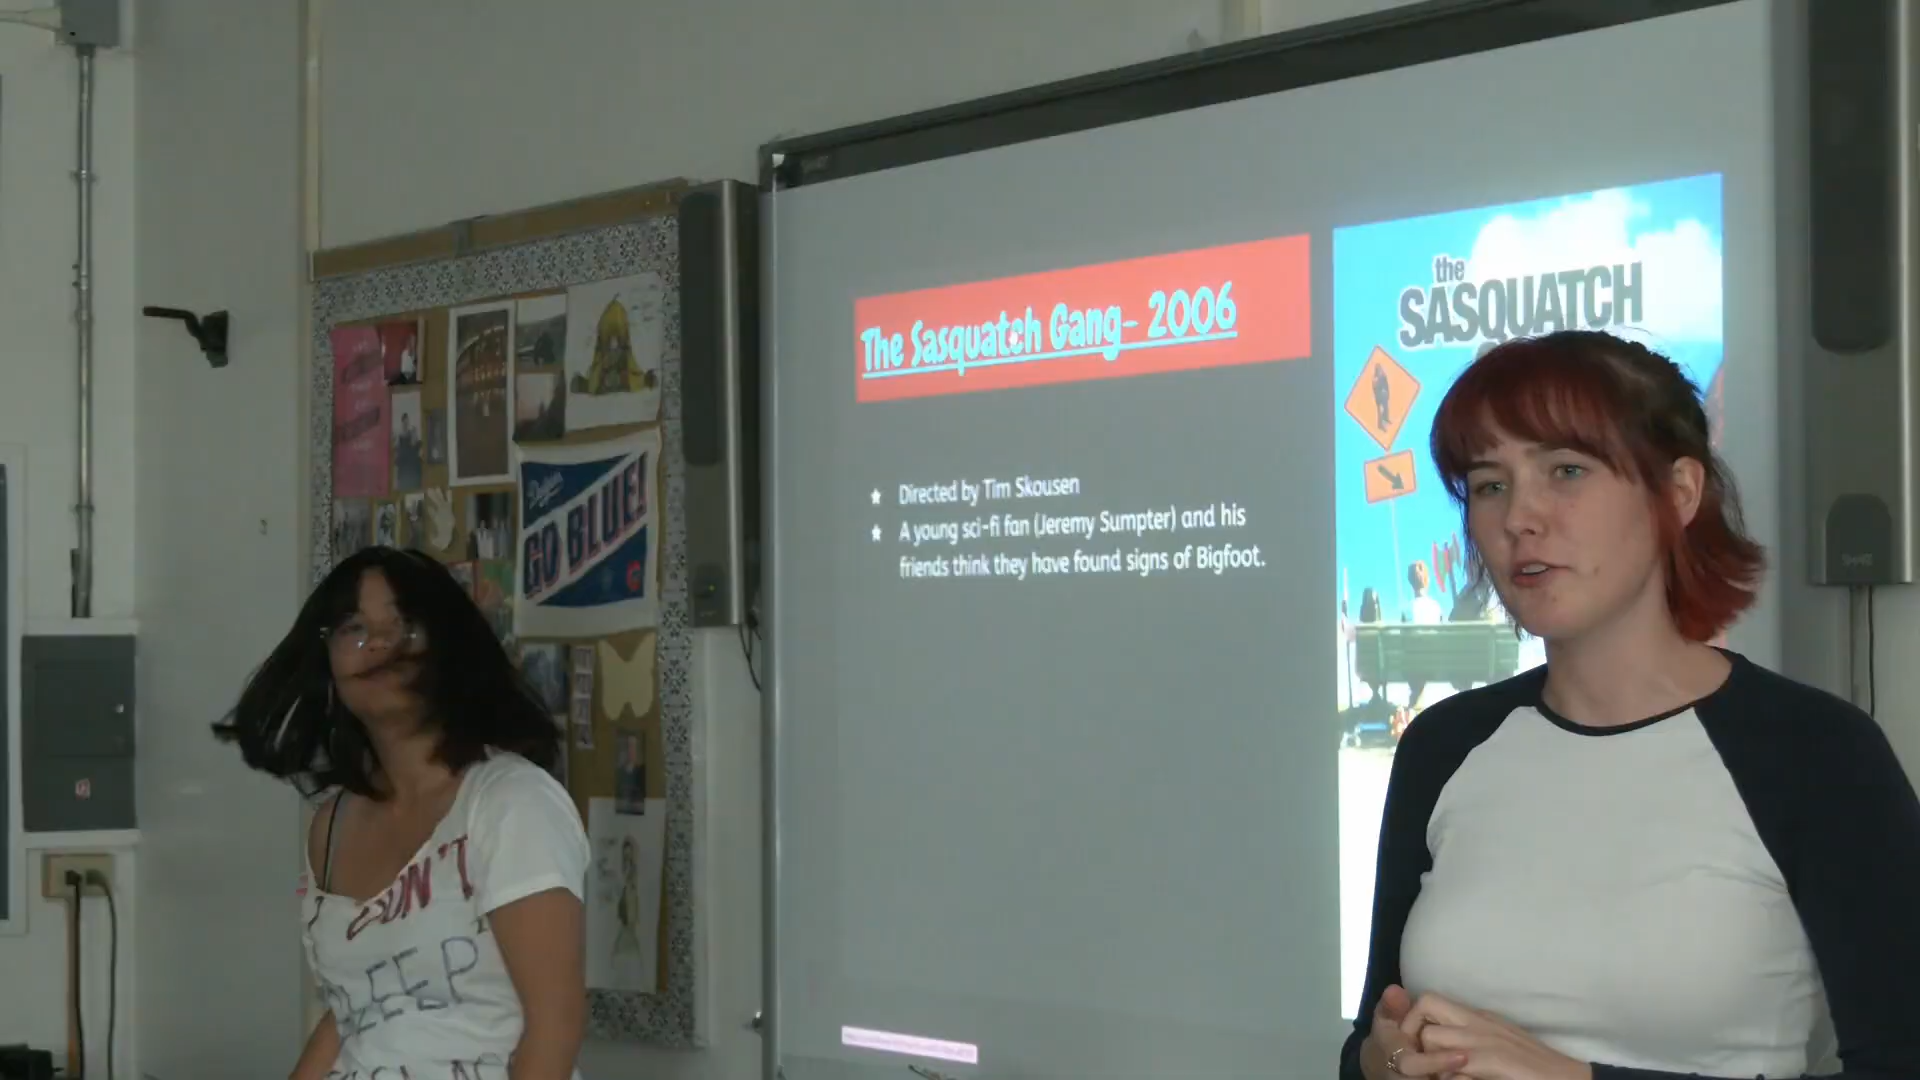 The Sasquatch Gang- 2006
Directed by Tim Skousen
A young sci-fi fan (Jeremy Sumpter) and his
friends think they have found signs of Bigfoot.
the
SASQUATCH
Dodgers
GO BLUE!
DON'T